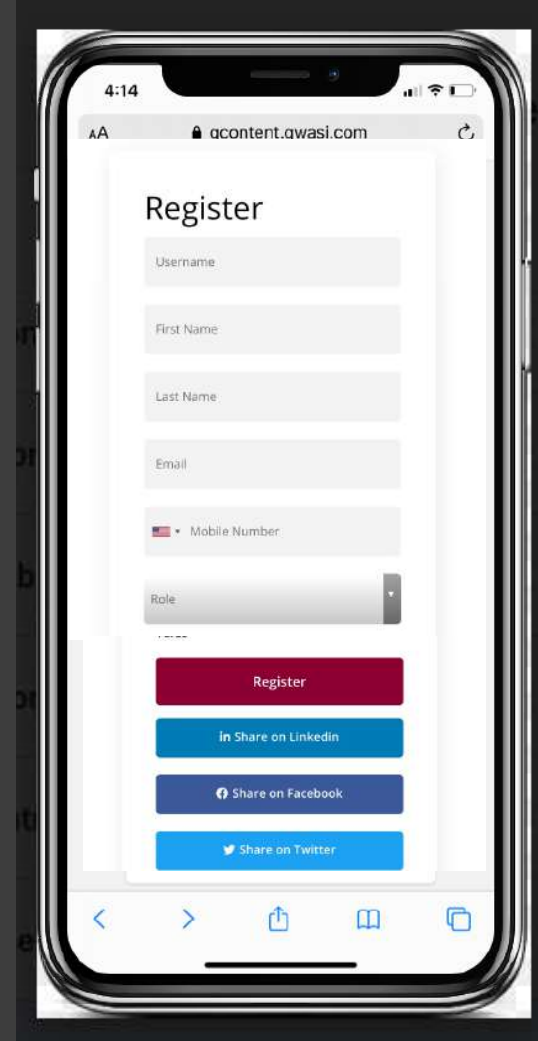 4:14
AA qcontent.qwasi.com
Register
Username
First Name
Last Name
Email
Mobile Number
Role
Register
in Share on Linkedin
Share on Facebook
Share on Twitter